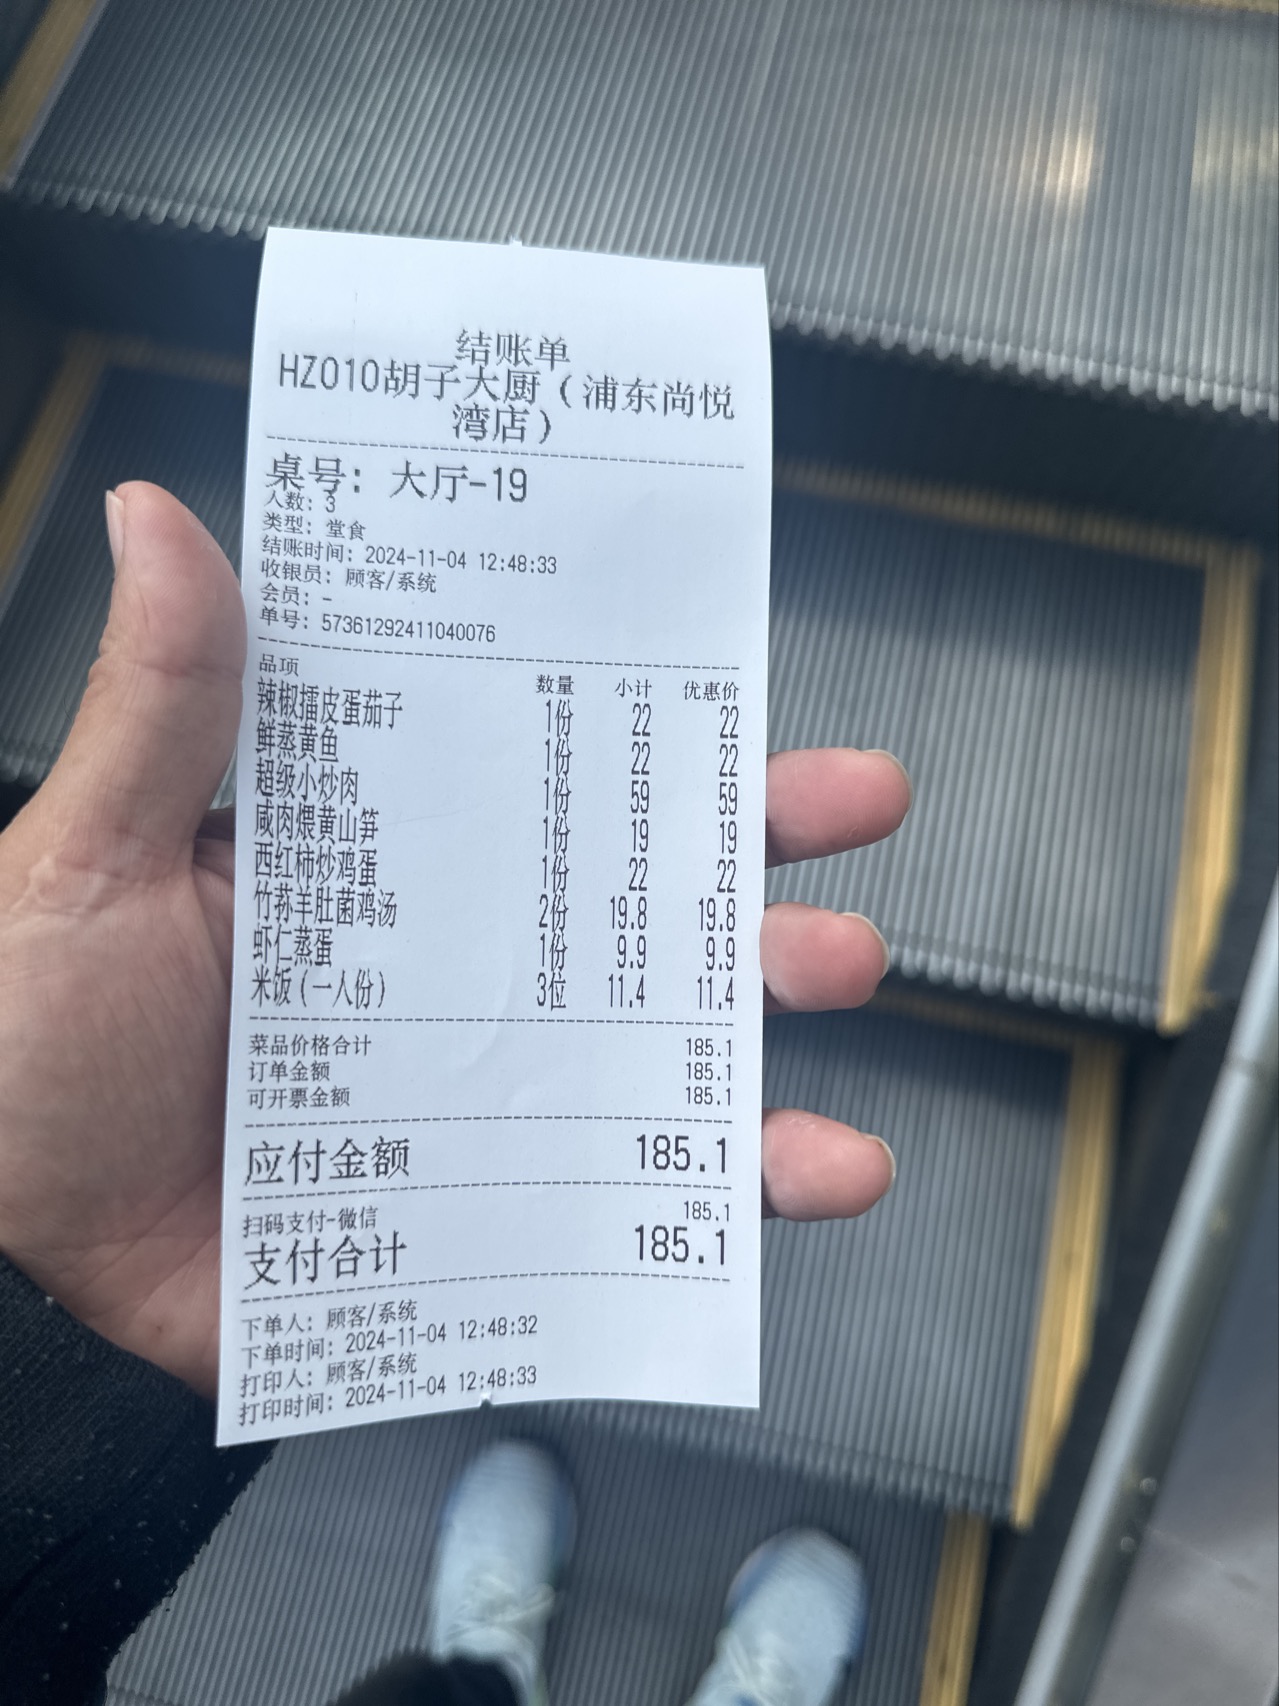 结账单
HZ010胡子大厨（浦东尚悦
湾店）
桌号：大厅-19
人数：3
类型：堂食
结账时间：2024-11-04 12:48:33
收银员：顾客/系统
会员：-
单号：57361292411040076
品项 数量 小计 优惠价
辣椒擂皮蛋茄子 1份 22 22
鲜蒸黄鱼 1份 22 22
超级小炒肉 1份 59 59
咸肉煨黄山笋 1份 19 19
西红柿炒鸡蛋 1份 22 22
竹荪羊肚菌鸡汤 2份 19.8 19.8
虾仁蒸蛋 1份 9.9 9.9
米饭（一人份） 3位 11.4 11.4
菜品价格合计 185.1
订单金额 185.1
可开票金额 185.1
应付金额 185.1
扫码支付-微信 185.1
支付合计 185.1
下单人：顾客/系统
下单时间：2024-11-04 12:48:32
打印人：顾客/系统
打印时间：2024-11-04 12:48:33